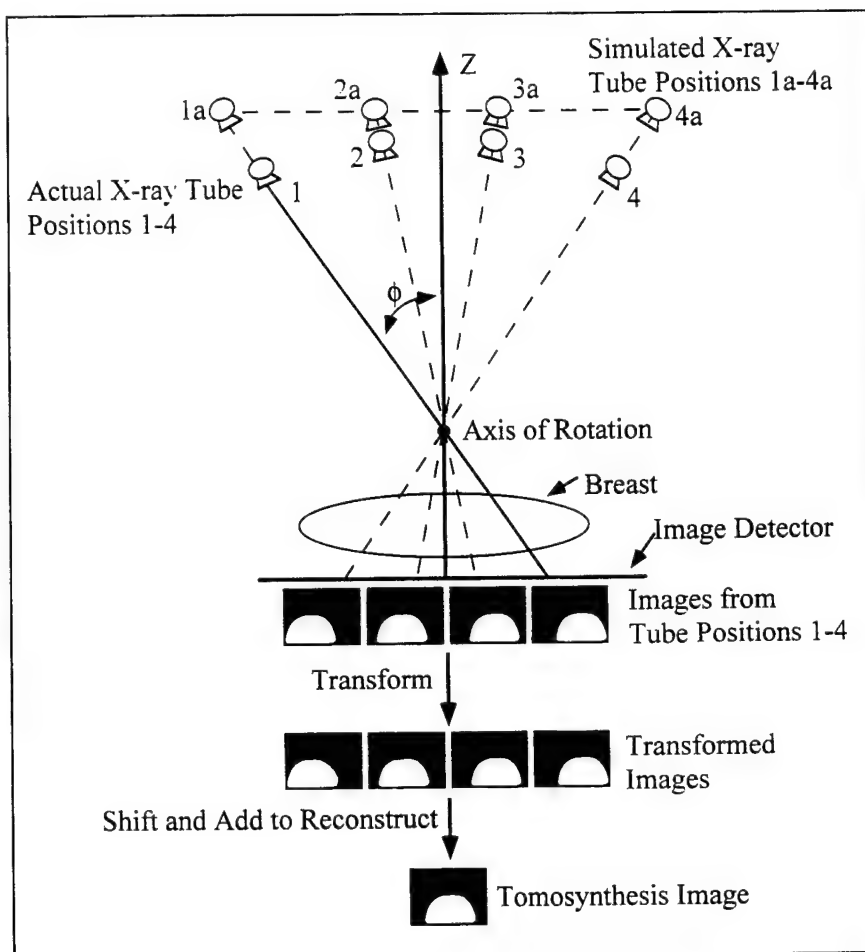 Z
Simulated X-ray
Tube Positions 1a-4a
1a
2a
3a
4a
2
3
Actual X-ray Tube
Positions 1-4
1
4
ϕ
Axis of Rotation
Breast
Image Detector
Images from
Tube Positions 1-4
Transform
Transformed
Images
Shift and Add to Reconstruct
Tomosynthesis Image